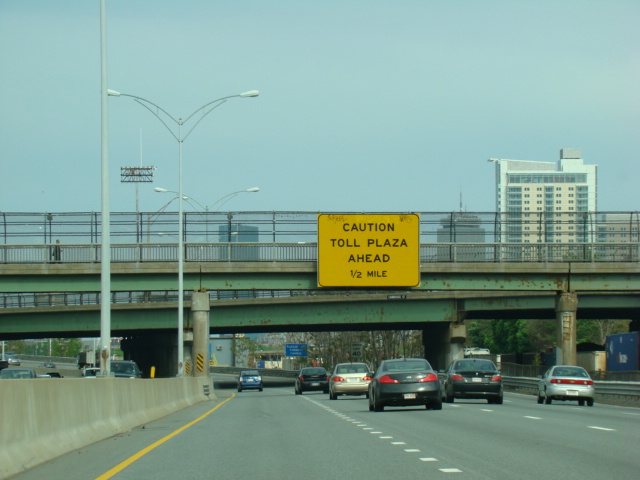 CAUTION
TOLL PLAZA
AHEAD
1/2 MILE